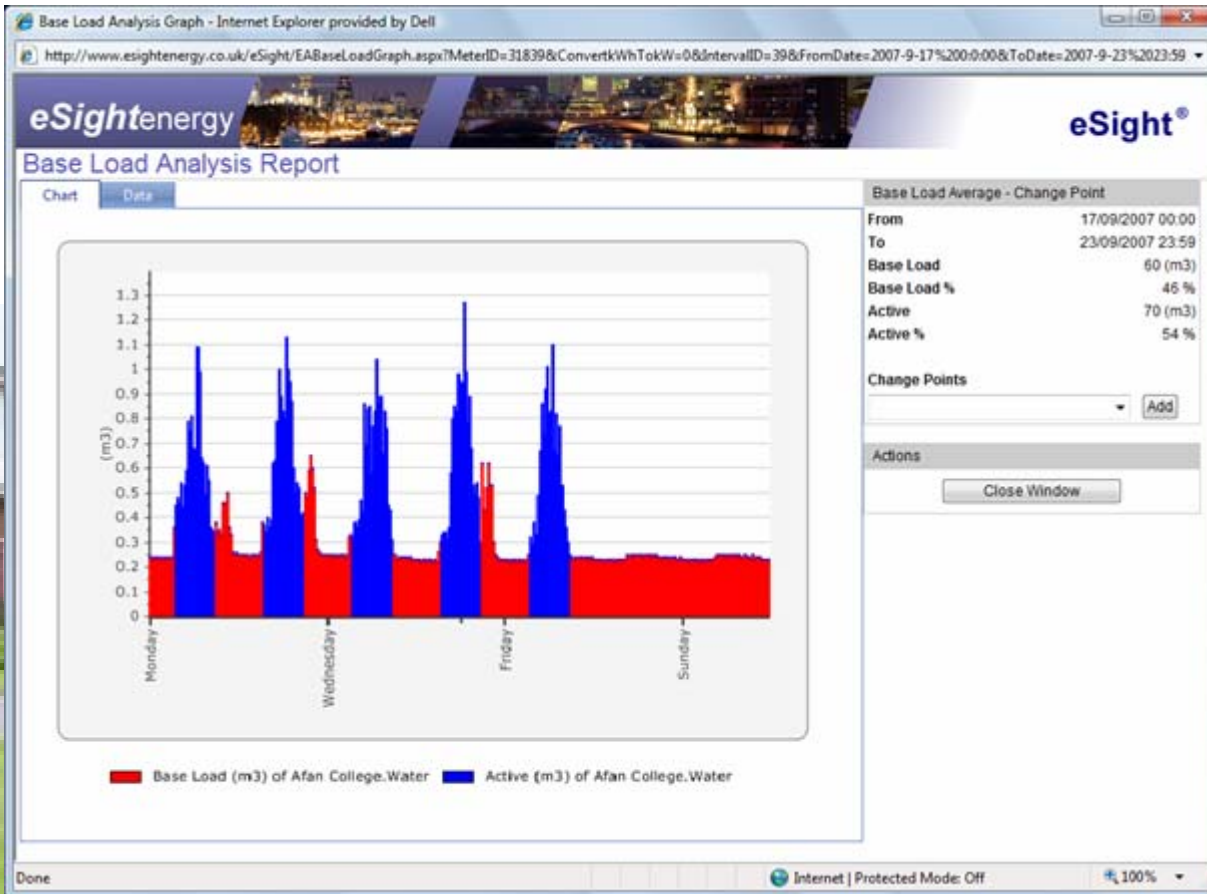 Base Load Analysis Graph - Internet Explorer provided by Dell
http://www.esightenergy.co.uk/eSight/EABaseLoadGraph.aspx?MeterID=31839&ConvertkWhTokW=0&IntervalID=39&FromDate=2007-9-17%200:0:00&ToDate=2007-9-23%2023:59
eSightenergy
eSight®
Base Load Analysis Report
Chart
Data
Base Load Average - Change Point
From 17/09/2007 00:00
To 23/09/2007 23:59
Base Load 60 (m3)
Base Load % 46 %
Active 70 (m3)
Active % 54 %
Change Points
Add
Actions
Close Window
(m3)
1.3
1.2
1.1
1
0.9
0.8
0.7
0.6
0.5
0.4
0.3
0.2
0.1
0
Monday
Wednesday
Friday
Sunday
Base Load (m3) of Afan College.Water
Active (m3) of Afan College.Water
Done
Internet | Protected Mode: Off
100%